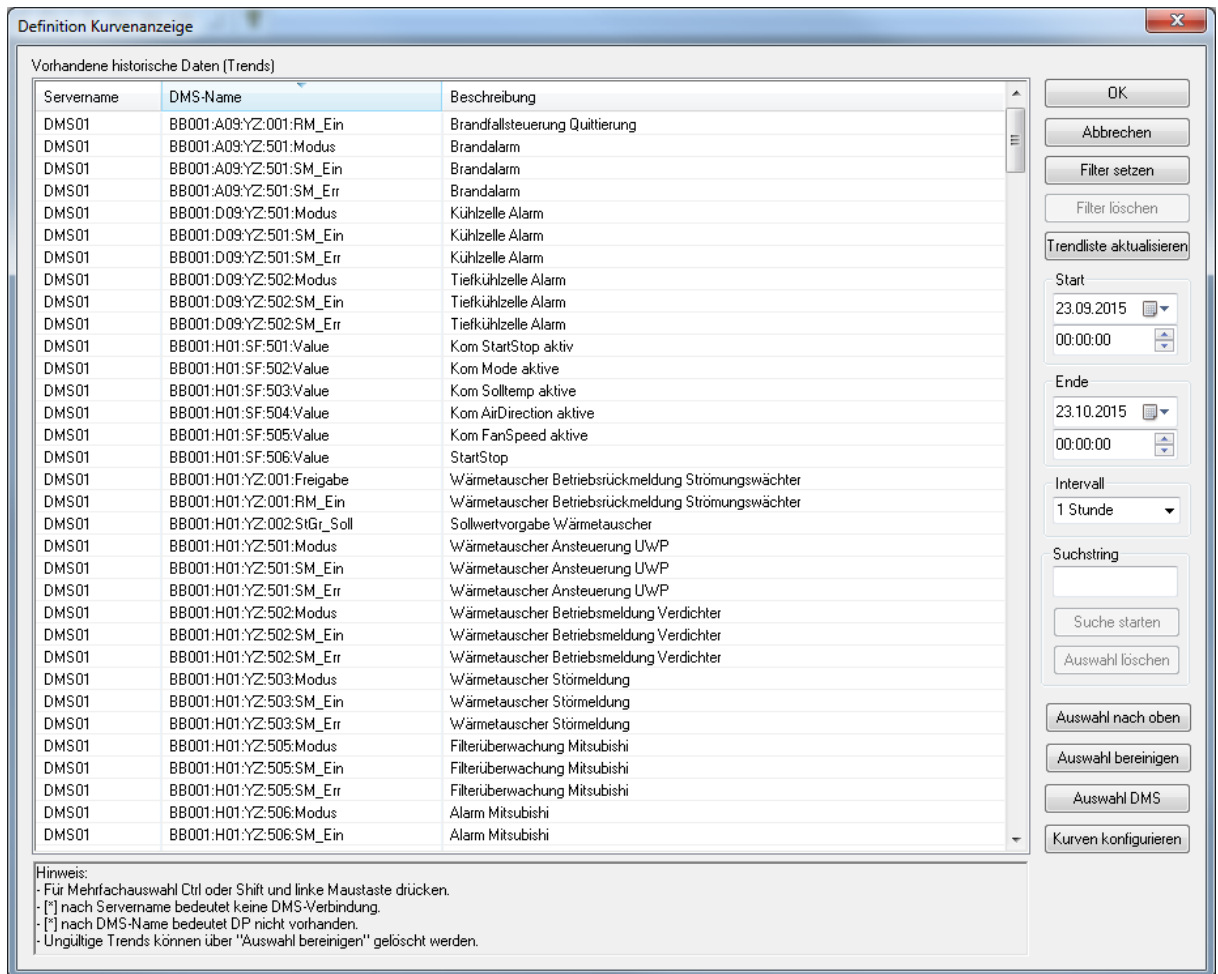 Definition Kurvenanzeige
Vorhandene historische Daten (Trends)
Servername DMS-Name Beschreibung
DMS01 BB001:A09:YZ:001:RM_Ein Brandfallsteuerung Quittierung
DMS01 BB001:A09:YZ:501:Modus Brandalarm
DMS01 BB001:A09:YZ:501:SM_Ein Brandalarm
DMS01 BB001:A09:YZ:501:SM_Err Brandalarm
DMS01 BB001:D09:YZ:501:Modus Kühlzelle Alarm
DMS01 BB001:D09:YZ:501:SM_Ein Kühlzelle Alarm
DMS01 BB001:D09:YZ:501:SM_Err Kühlzelle Alarm
DMS01 BB001:D09:YZ:502:Modus Tiefkühlzelle Alarm
DMS01 BB001:D09:YZ:502:SM_Ein Tiefkühlzelle Alarm
DMS01 BB001:D09:YZ:502:SM_Err Tiefkühlzelle Alarm
DMS01 BB001:H01:SF:501:Value Kom StartStop aktiv
DMS01 BB001:H01:SF:502:Value Kom Mode aktive
DMS01 BB001:H01:SF:503:Value Kom Solltemp aktive
DMS01 BB001:H01:SF:504:Value Kom AirDirection aktive
DMS01 BB001:H01:SF:505:Value Kom FanSpeed aktive
DMS01 BB001:H01:SF:506:Value StartStop
DMS01 BB001:H01:YZ:001:Freigabe Wärmetauscher Betriebsrückmeldung Strömungswächter
DMS01 BB001:H01:YZ:001:RM_Ein Wärmetauscher Betriebsrückmeldung Strömungswächter
DMS01 BB001:H01:YZ:002:StGr_Soll Sollwertvorgabe Wärmetauscher
DMS01 BB001:H01:YZ:501:Modus Wärmetauscher Ansteuerung UWP
DMS01 BB001:H01:YZ:501:SM_Ein Wärmetauscher Ansteuerung UWP
DMS01 BB001:H01:YZ:501:SM_Err Wärmetauscher Ansteuerung UWP
DMS01 BB001:H01:YZ:502:Modus Wärmetauscher Betriebsmeldung Verdichter
DMS01 BB001:H01:YZ:502:SM_Ein Wärmetauscher Betriebsmeldung Verdichter
DMS01 BB001:H01:YZ:502:SM_Err Wärmetauscher Betriebsmeldung Verdichter
DMS01 BB001:H01:YZ:503:Modus Wärmetauscher Störmeldung
DMS01 BB001:H01:YZ:503:SM_Ein Wärmetauscher Störmeldung
DMS01 BB001:H01:YZ:503:SM_Err Wärmetauscher Störmeldung
DMS01 BB001:H01:YZ:505:Modus Filterüberwachung Mitsubishi
DMS01 BB001:H01:YZ:505:SM_Ein Filterüberwachung Mitsubishi
DMS01 BB001:H01:YZ:505:SM_Err Filterüberwachung Mitsubishi
DMS01 BB001:H01:YZ:506:Modus Alarm Mitsubishi
DMS01 BB001:H01:YZ:506:SM_Ein Alarm Mitsubishi
Hinweis:
- Für Mehrfachauswahl Ctrl oder Shift und linke Maustaste drücken.
- [*] nach Servername bedeutet keine DMS-Verbindung.
- [*] nach DMS-Name bedeutet DP nicht vorhanden.
- Ungültige Trends können über "Auswahl bereinigen" gelöscht werden.
OK
Abbrechen
Filter setzen
Filter löschen
Trendliste aktualisieren
Start
23.09.2015
00:00:00
Ende
23.10.2015
00:00:00
Intervall
1 Stunde
Suchstring
Suche starten
Auswahl löschen
Auswahl nach oben
Auswahl bereinigen
Auswahl DMS
Kurven konfigurieren